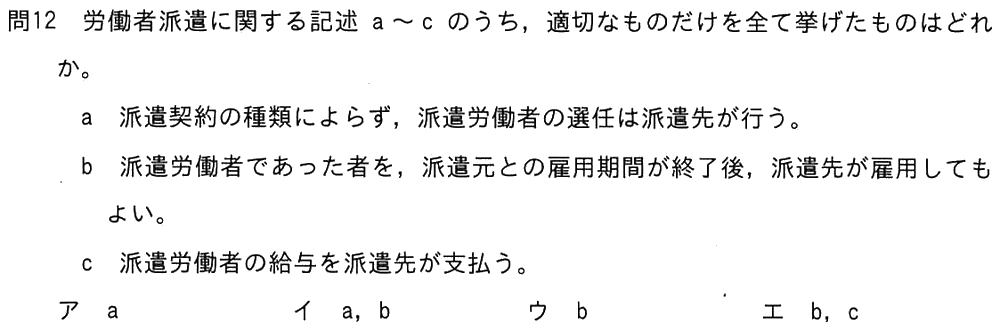 問12 労働者派遣に関する記述 a～c のうち，適切なものだけを全て挙げたものはどれ
か。
a 派遣契約の種類によらず，派遣労働者の選任は派遣先が行う。
b 派遣労働者であった者を，派遣元との雇用期間が終了後，派遣先が雇用しても
よい。
c 派遣労働者の給与を派遣先が支払う。
ア a イ a, b ウ b エ b, c